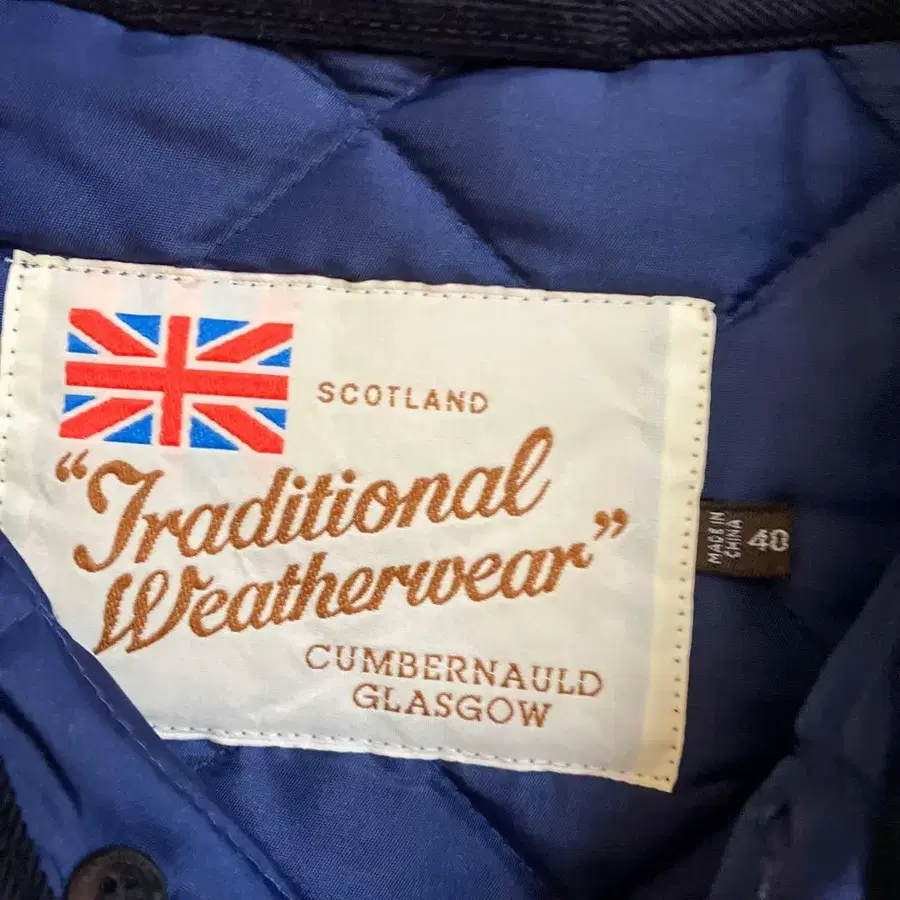 SCOTLAND
“Traditional
Weatherwear”
CUMBERNAULD
GLASGOW
MADE IN
CHINA
40